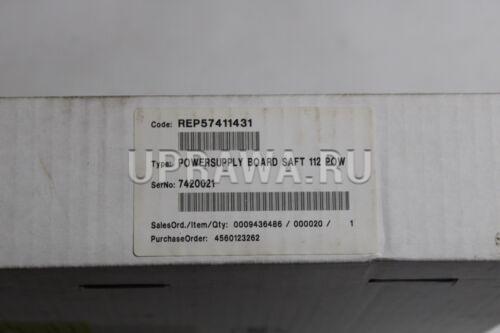 Code: REP57411431
Type: POWERSUPPLY BOARD SAFT 112 POW
SerNo: 7420021
SalesOrd./Item/Qty: 0009436486 / 000020 / 1
PurchaseOrder: 4560123262
UPRAWA.RU